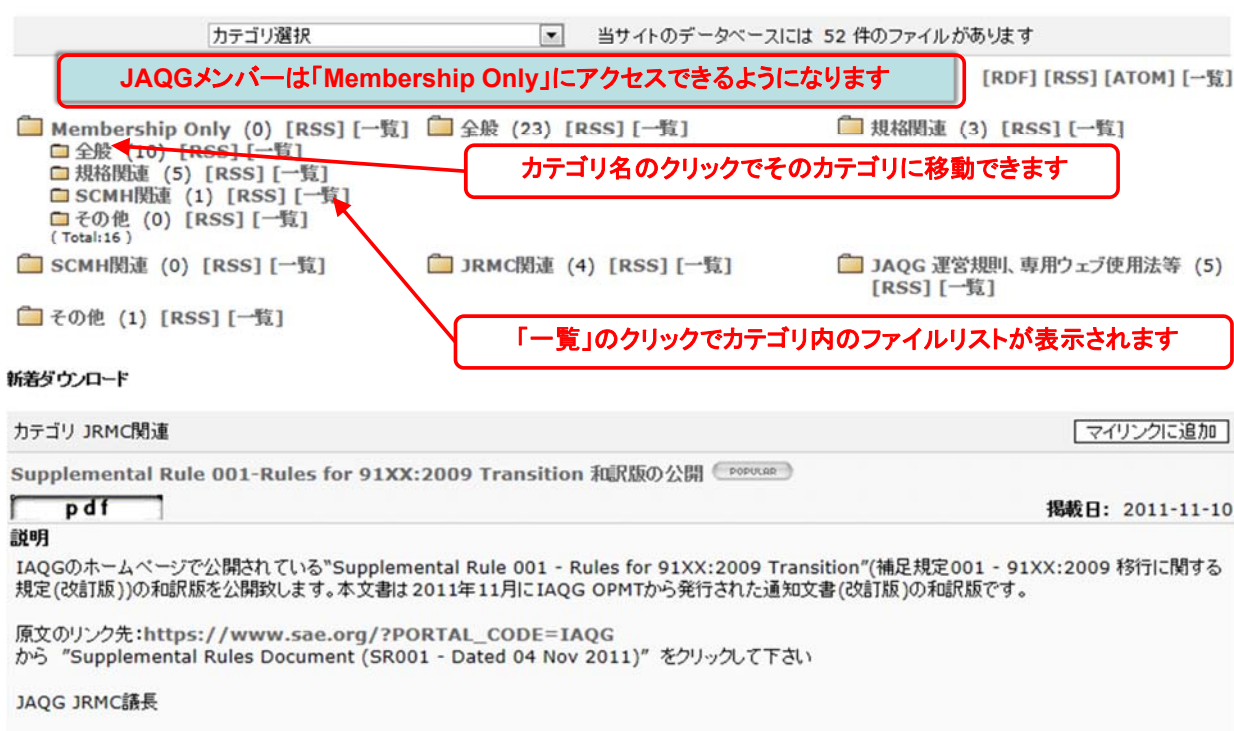 カテゴリ選択 当サイトのデータベースには 52 件のファイルがあります
JAQGメンバーは「Membership Only」にアクセスできるようになります
[RDF] [RSS] [ATOM] [一覧]
Membership Only (0) [RSS] [一覧] 全般 (23) [RSS] [一覧] 規格関連 (3) [RSS] [一覧]
全般 (10) [RSS] [一覧]
カテゴリ名のクリックでそのカテゴリに移動できます
規格関連 (5) [RSS] [一覧]
SCMH関連 (1) [RSS] [一覧]
その他 (0) [RSS] [一覧]
( Total:16 )
SCMH関連 (0) [RSS] [一覧] JRMC関連 (4) [RSS] [一覧] JAQG 運営規則、専用ウェブ使用法等 (5)
[RSS] [一覧]
その他 (1) [RSS] [一覧]
「一覧」のクリックでカテゴリ内のファイルリストが表示されます
新着ダウンロード
カテゴリ JRMC関連 マイリンクに追加
Supplemental Rule 001-Rules for 91XX:2009 Transition 和訳版の公開 POPULAR
pdf 掲載日: 2011-11-10
説明
IAQGのホームページで公開されている“Supplemental Rule 001 - Rules for 91XX:2009 Transition”(補足規定001 - 91XX:2009 移行に関する
規定(改訂版))の和訳版を公開致します。本文書は2011年11月にIAQG OPMTから発行された通知文書(改訂版)の和訳版です。
原文のリンク先:https://www.sae.org/?PORTAL_CODE=IAQG
から “Supplemental Rules Document (SR001 - Dated 04 Nov 2011)” をクリックして下さい
JAQG JRMC議長